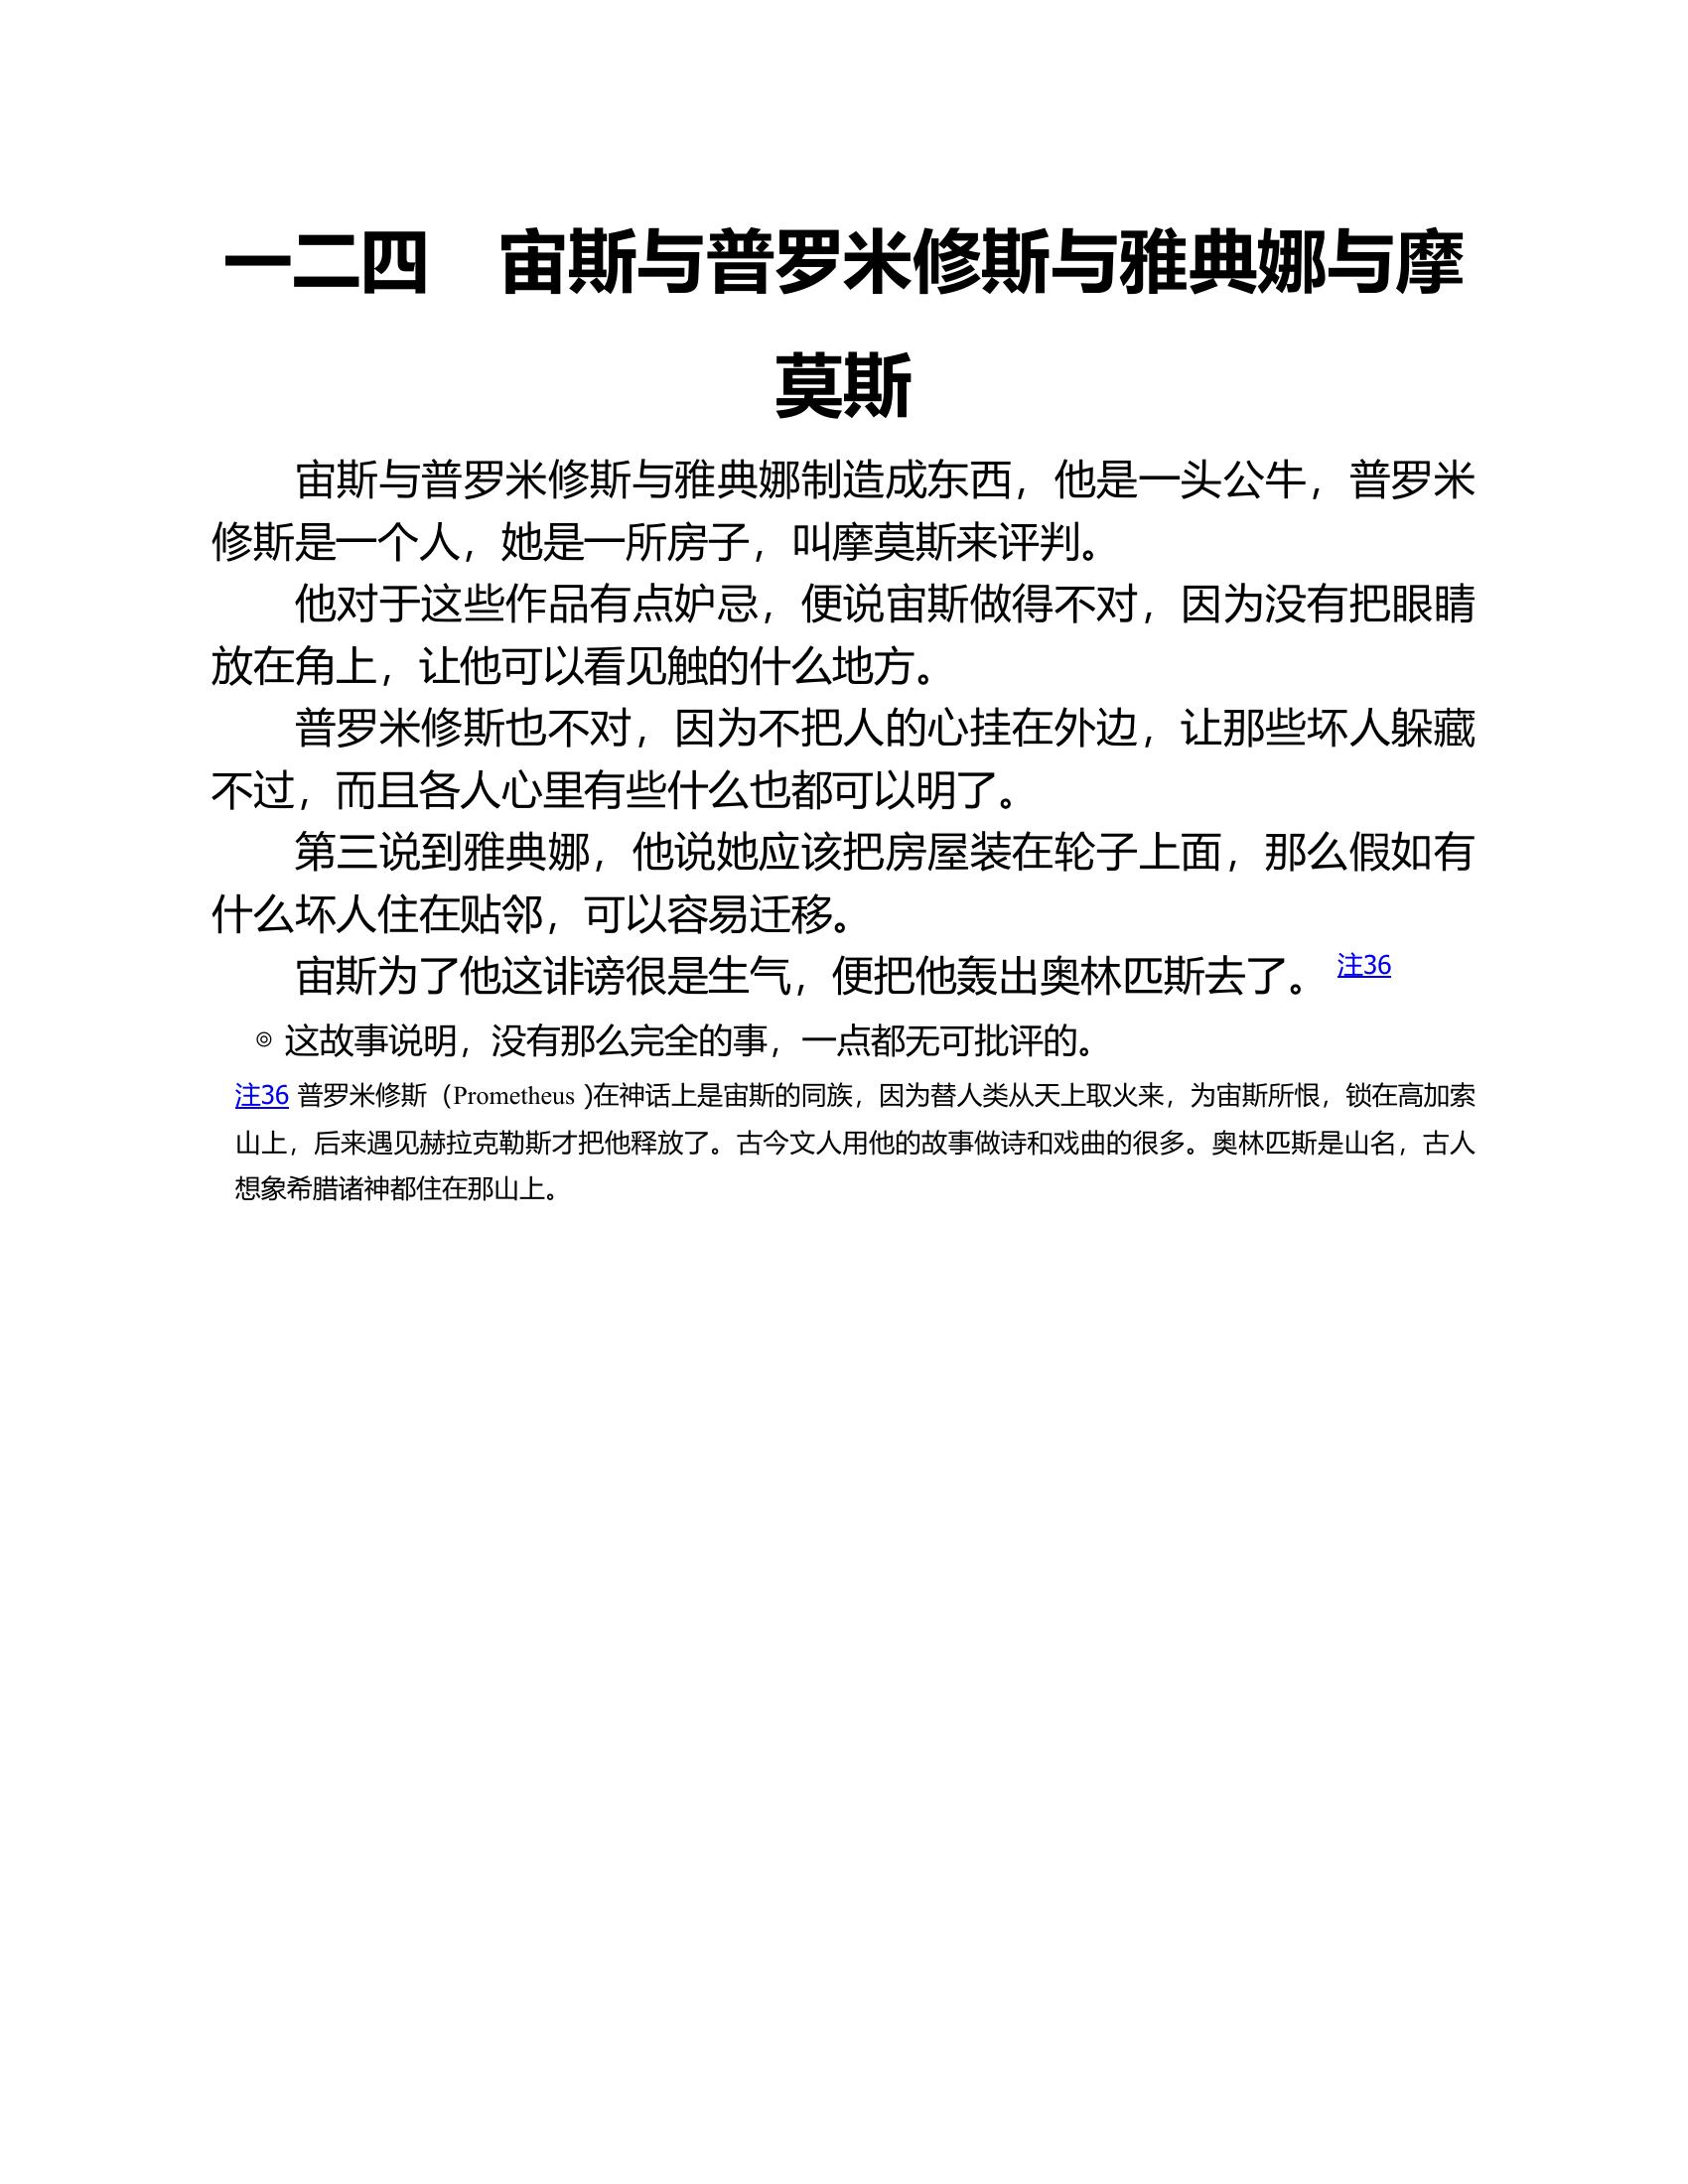 一二四　宙斯与普罗米修斯与雅典娜与摩
莫斯
宙斯与普罗米修斯与雅典娜制造成东西，他是一头公牛，普罗米
修斯是一个人，她是一所房子，叫摩莫斯来评判。
他对于这些作品有点妒忌，便说宙斯做得不对，因为没有把眼睛
放在角上，让他可以看见触的什么地方。
普罗米修斯也不对，因为不把人的心挂在外边，让那些坏人躲藏
不过，而且各人心里有些什么也都可以明了。
第三说到雅典娜，他说她应该把房屋装在轮子上面，那么假如有
什么坏人住在贴邻，可以容易迁移。
宙斯为了他这诽谤很是生气，便把他轰出奥林匹斯去了。 注36
◎ 这故事说明，没有那么完全的事，一点都无可批评的。
注36 普罗米修斯（Prometheus )在神话上是宙斯的同族，因为替人类从天上取火来，为宙斯所恨，锁在高加索
山上，后来遇见赫拉克勒斯才把他释放了。古今文人用他的故事做诗和戏曲的很多。奥林匹斯是山名，古人
想象希腊诸神都住在那山上。